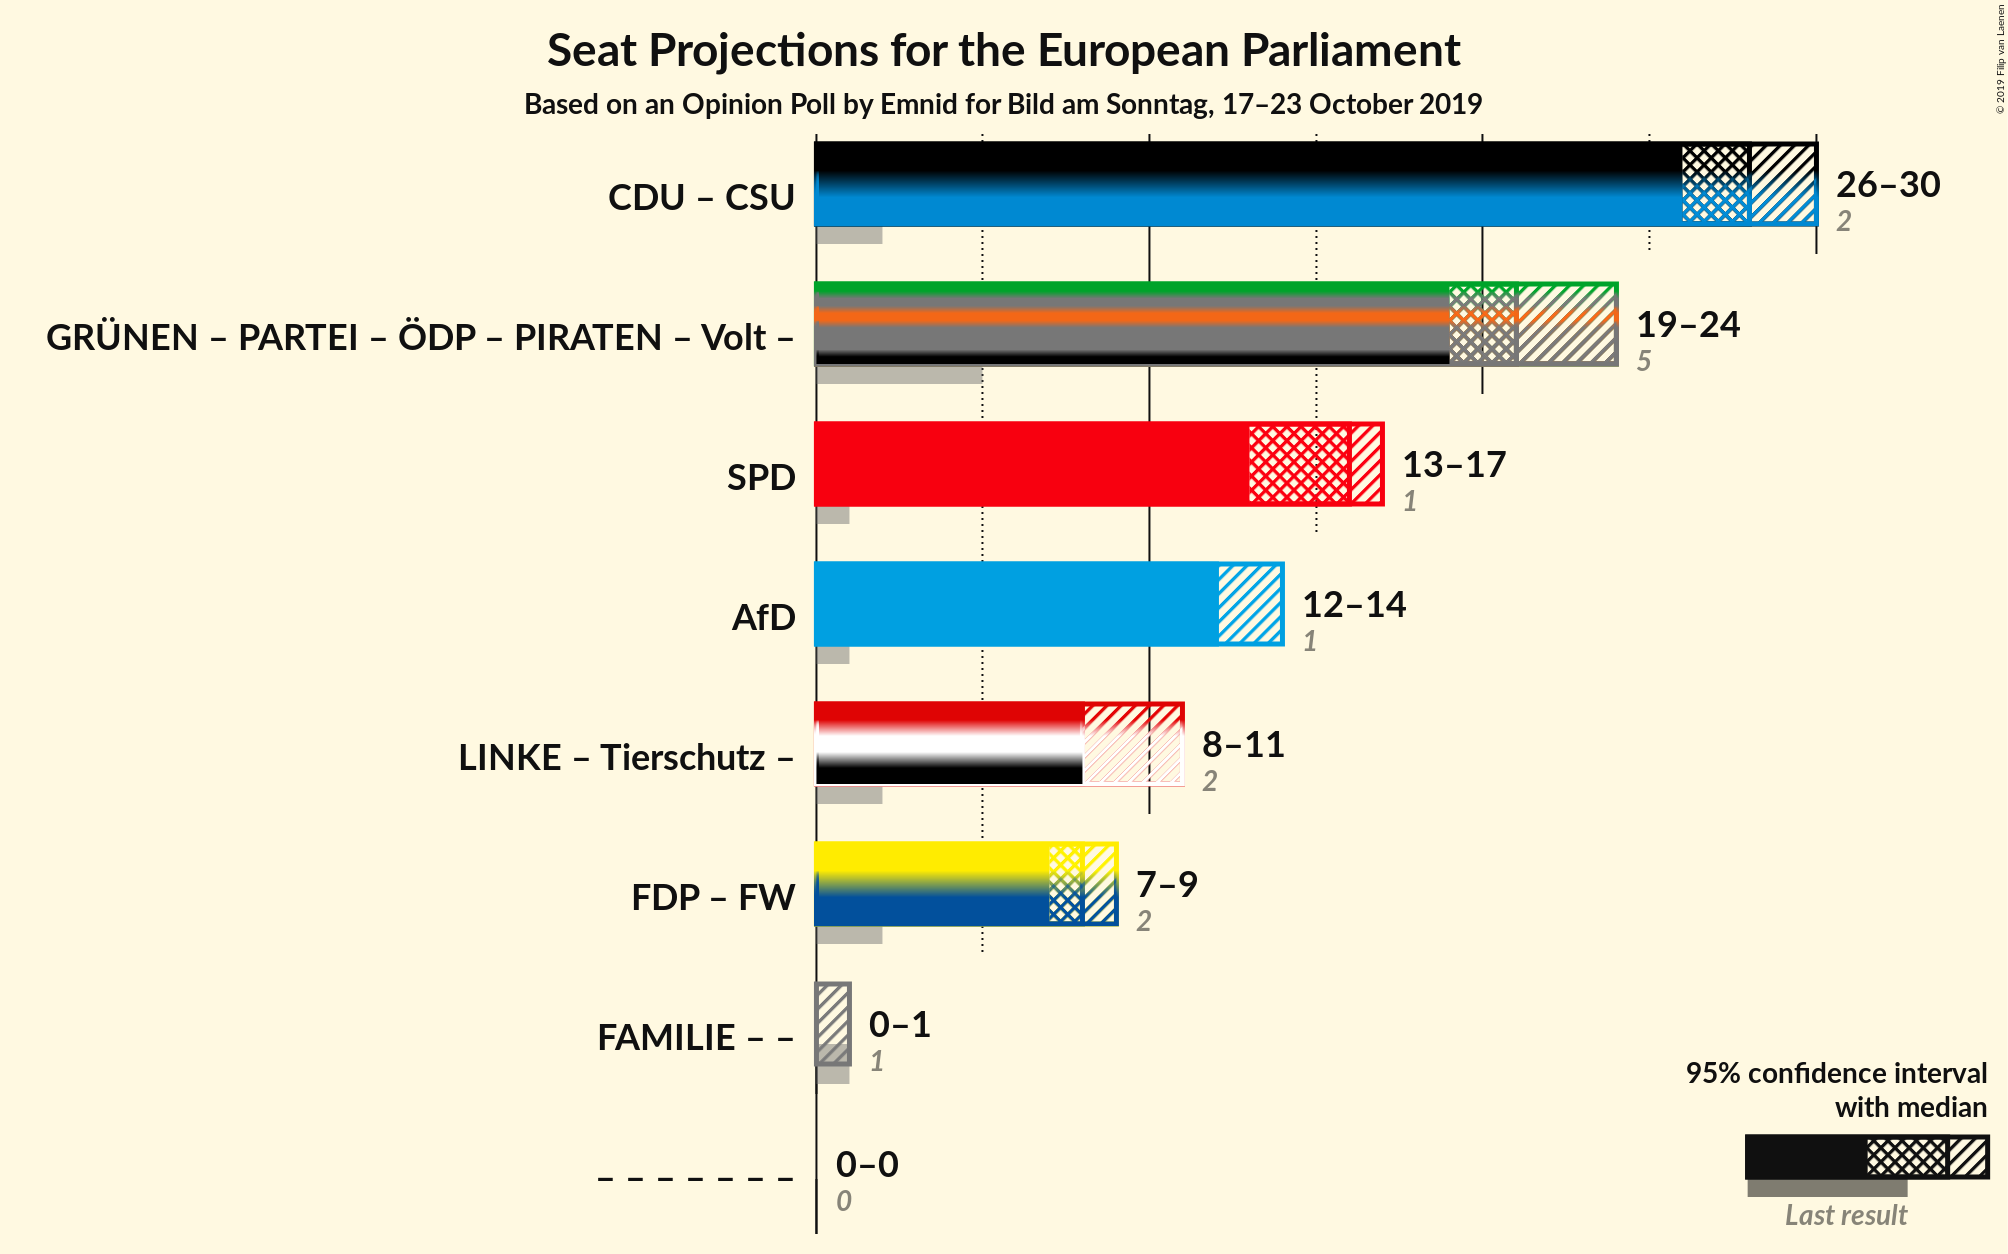 Seat Projections for the European Parliament
Based on an Opinion Poll by Emnid for Bild am Sonntag, 17–23 October 2019
© 2019 Filip van Laenen
CDU – CSU
26–30
2
GRÜNEN – PARTEI – ÖDP – PIRATEN – Volt –
19–24
5
SPD
13–17
1
AfD
12–14
1
LINKE – Tierschutz –
8–11
2
FDP – FW
7–9
2
FAMILIE – –
0–1
1
– – – – – – –
0–0
0
95% confidence interval
with median
Last result